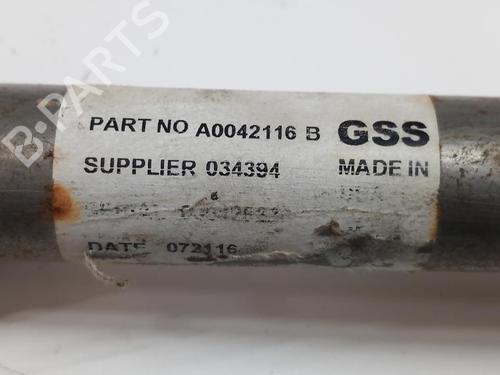 PART NO A0042116 B GSS
SUPPLIER 034394 MADE IN
DATE 072116
B-PARTS